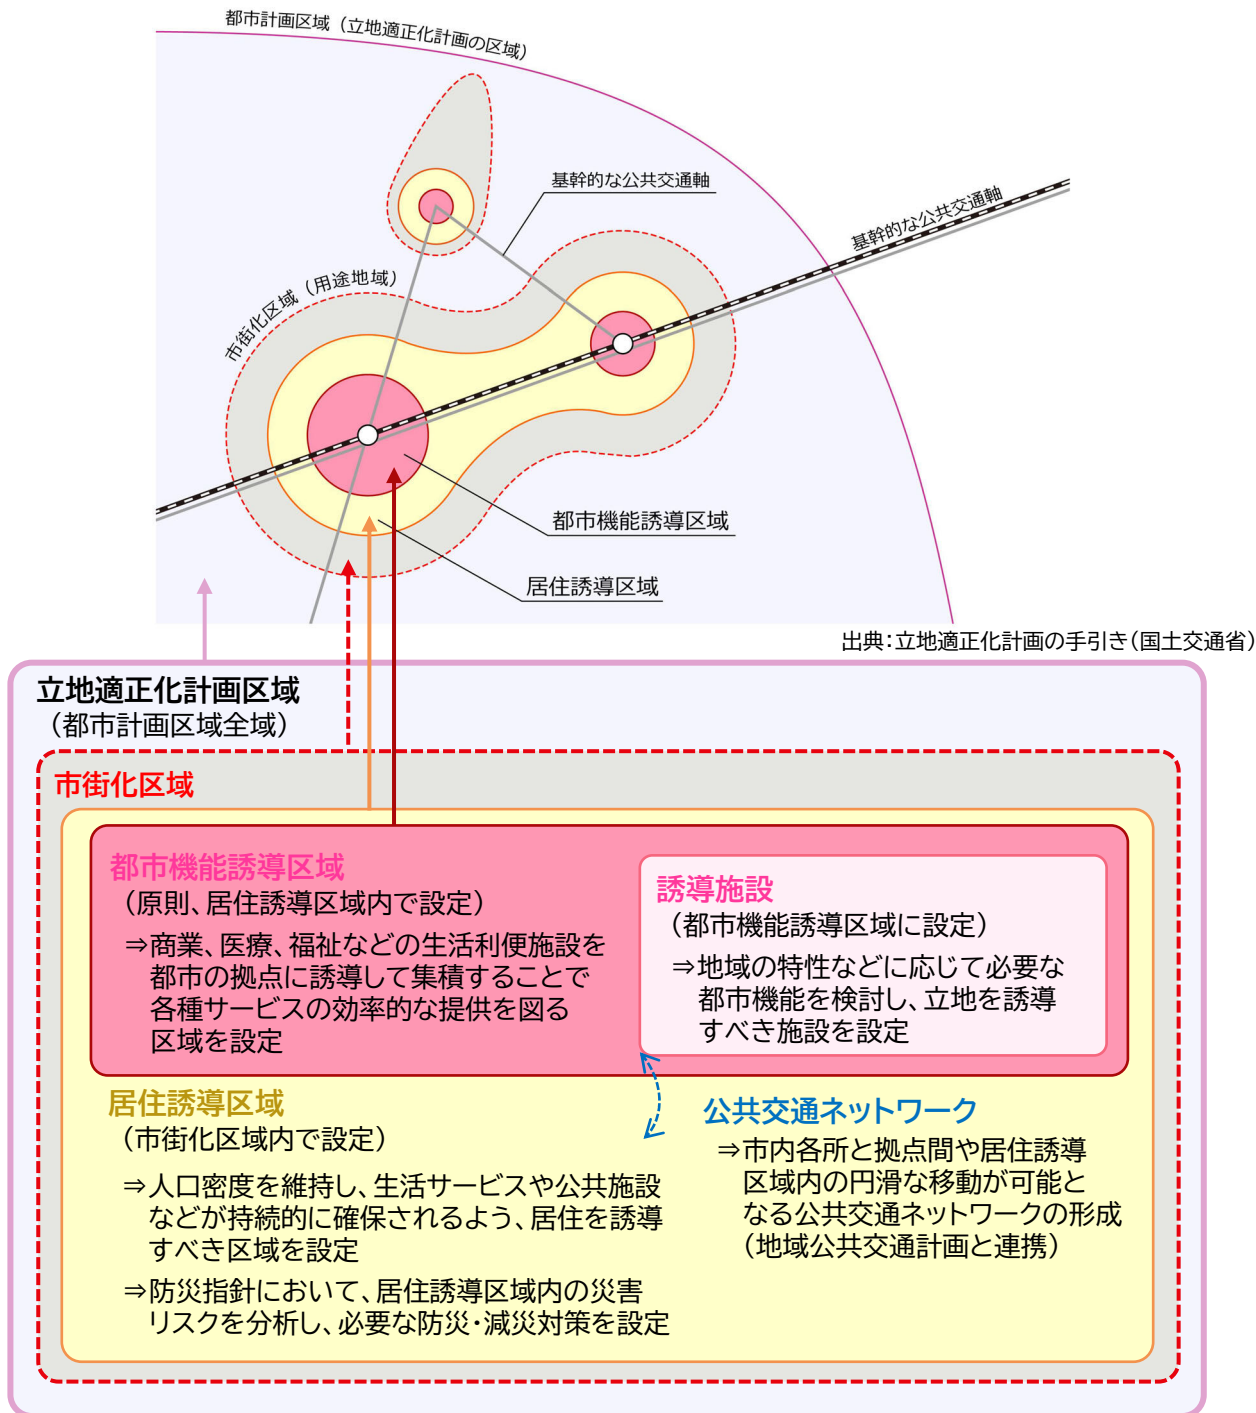 都市計画区域（立地適正化計画の区域）
基幹的な公共交通軸
基幹的な公共交通軸
市街化区域（用途地域）
都市機能誘導区域
居住誘導区域
出典：立地適正化計画の手引き（国土交通省）
立地適正化計画区域
（都市計画区域全域）
市街化区域
都市機能誘導区域
（原則、居住誘導区域内で設定）
⇒商業、医療、福祉などの生活利便施設を
都市の拠点に誘導して集積することで
各種サービスの効率的な提供を図る
区域を設定
誘導施設
（都市機能誘導区域に設定）
⇒地域の特性などに応じて必要な
都市機能を検討し、立地を誘導
すべき施設を設定
居住誘導区域
（市街化区域内で設定）
⇒人口密度を維持し、生活サービスや公共施設
などが持続的に確保されるよう、居住を誘導
すべき区域を設定
⇒防災指針において、居住誘導区域内の災害
リスクを分析し、必要な防災・減災対策を設定
公共交通ネットワーク
⇒市内各所と拠点間や居住誘導
区域内の円滑な移動が可能と
なる公共交通ネットワークの形成
（地域公共交通計画と連携）